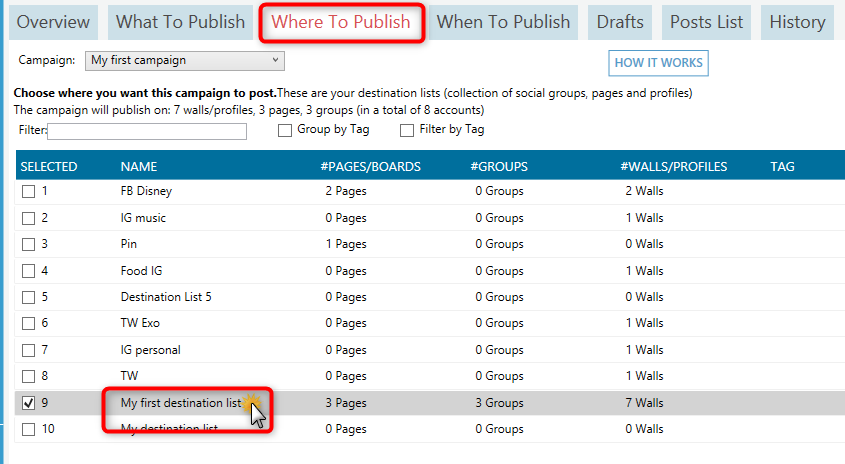 Overview What To Publish Where To Publish When To Publish Drafts Posts List History
Campaign: My first campaign HOW IT WORKS
Choose where you want this campaign to post.These are your destination lists (collection of social groups, pages and profiles)
The campaign will publish on: 7 walls/profiles, 3 pages, 3 groups (in a total of 8 accounts)
Filter: Group by Tag Filter by Tag
SELECTED NAME #PAGES/BOARDS #GROUPS #WALLS/PROFILES TAG
1 FB Disney 2 Pages 0 Groups 2 Walls
2 IG music 0 Pages 0 Groups 1 Walls
3 Pin 1 Pages 0 Groups 0 Walls
4 Food IG 0 Pages 0 Groups 1 Walls
5 Destination List 5 0 Pages 0 Groups 0 Walls
6 TW Exo 0 Pages 0 Groups 1 Walls
7 IG personal 0 Pages 0 Groups 1 Walls
8 TW 0 Pages 0 Groups 1 Walls
9 My first destination list 3 Pages 3 Groups 7 Walls
10 My destination list 0 Pages 0 Groups 0 Walls